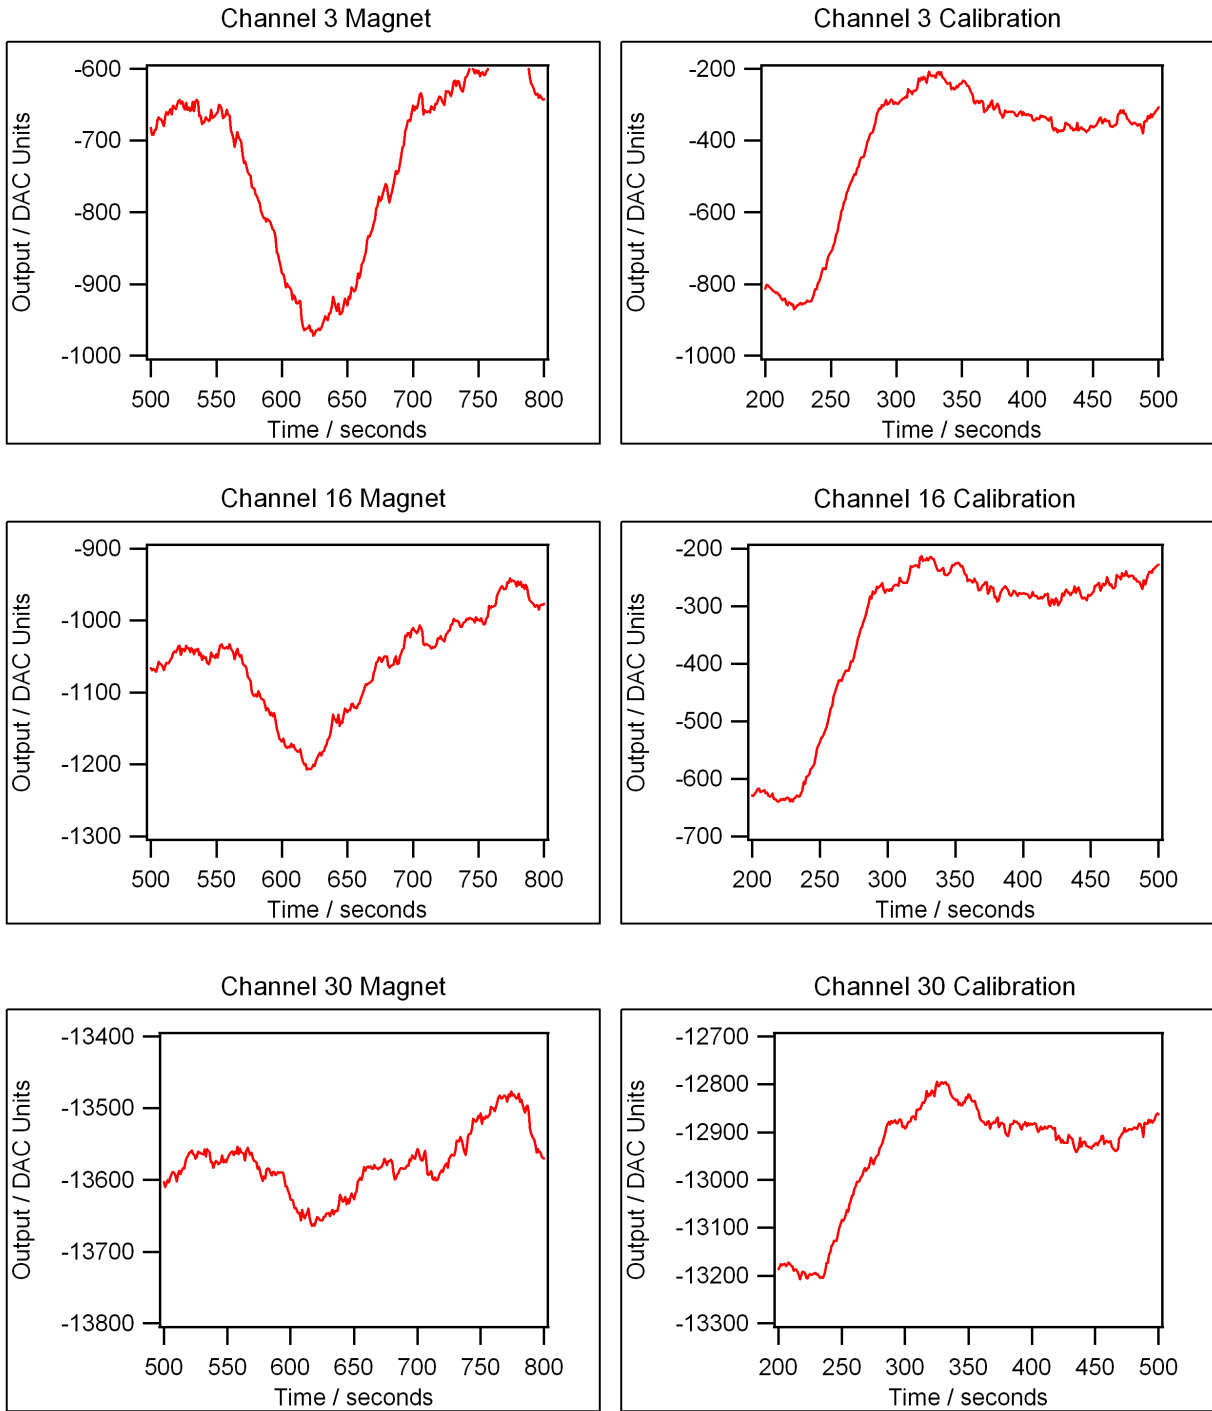 Channel 3 Magnet
Output / DAC Units
-600
-700
-800
-900
-1000
500 550 600 650 700 750 800
Time / seconds
Channel 3 Calibration
Output / DAC Units
-200
-400
-600
-800
-1000
200 250 300 350 400 450 500
Time / seconds
Channel 16 Magnet
Output / DAC Units
-900
-1000
-1100
-1200
-1300
500 550 600 650 700 750 800
Time / seconds
Channel 16 Calibration
Output / DAC Units
-200
-300
-400
-500
-600
-700
200 250 300 350 400 450 500
Time / seconds
Channel 30 Magnet
Output / DAC Units
-13400
-13500
-13600
-13700
-13800
500 550 600 650 700 750 800
Time / seconds
Channel 30 Calibration
Output / DAC Units
-12700
-12800
-12900
-13000
-13100
-13200
-13300
200 250 300 350 400 450 500
Time / seconds